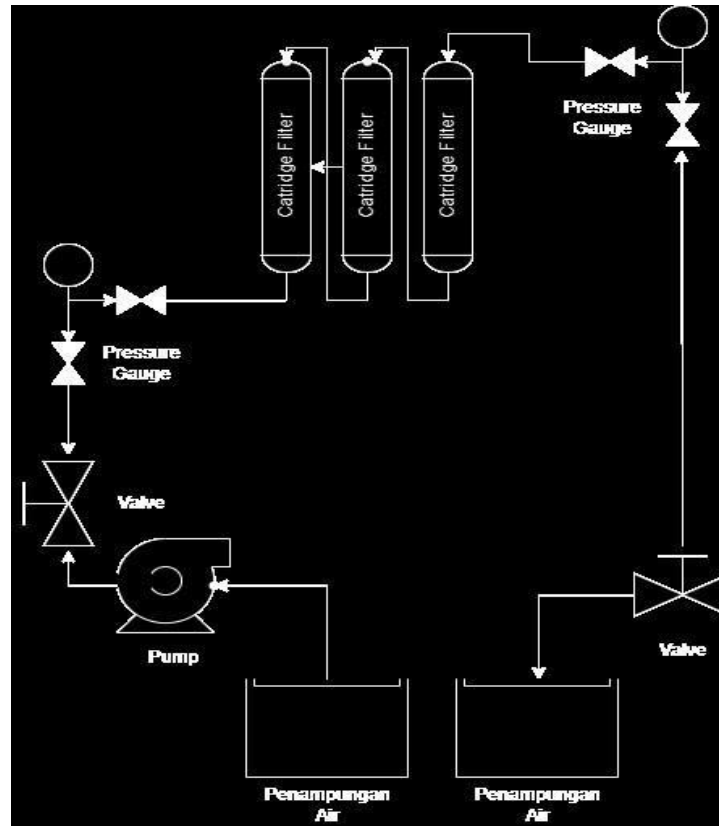 Catridge Filter
Catridge Filter
Catridge Filter
Pressure
Gauge
Pressure
Gauge
Valve
Pump
Valve
Penampungan
Air
Penampungan
Air